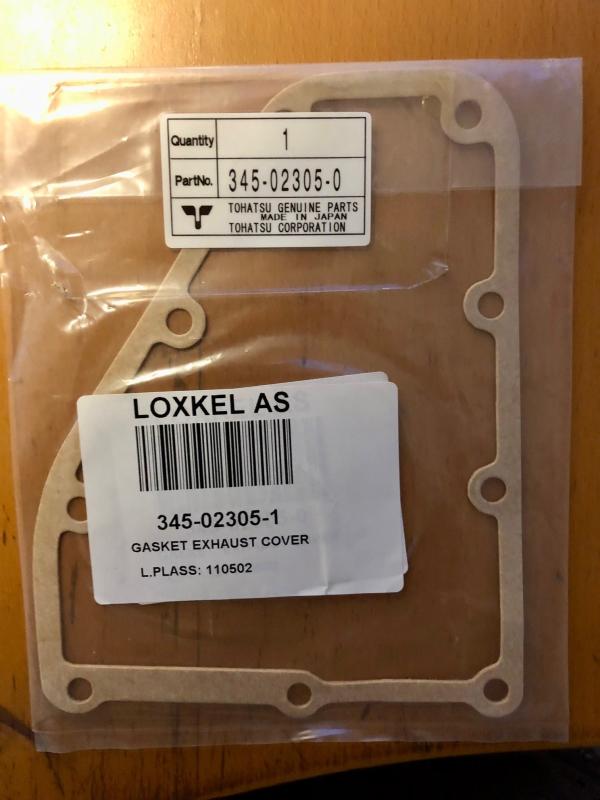 Quantity 1
PartNo. 345-02305-0
TOHATSU GENUINE PARTS
MADE IN JAPAN
TOHATSU CORPORATION
LOXKEL AS
345-02305-1
GASKET EXHAUST COVER
L.PLASS: 110502